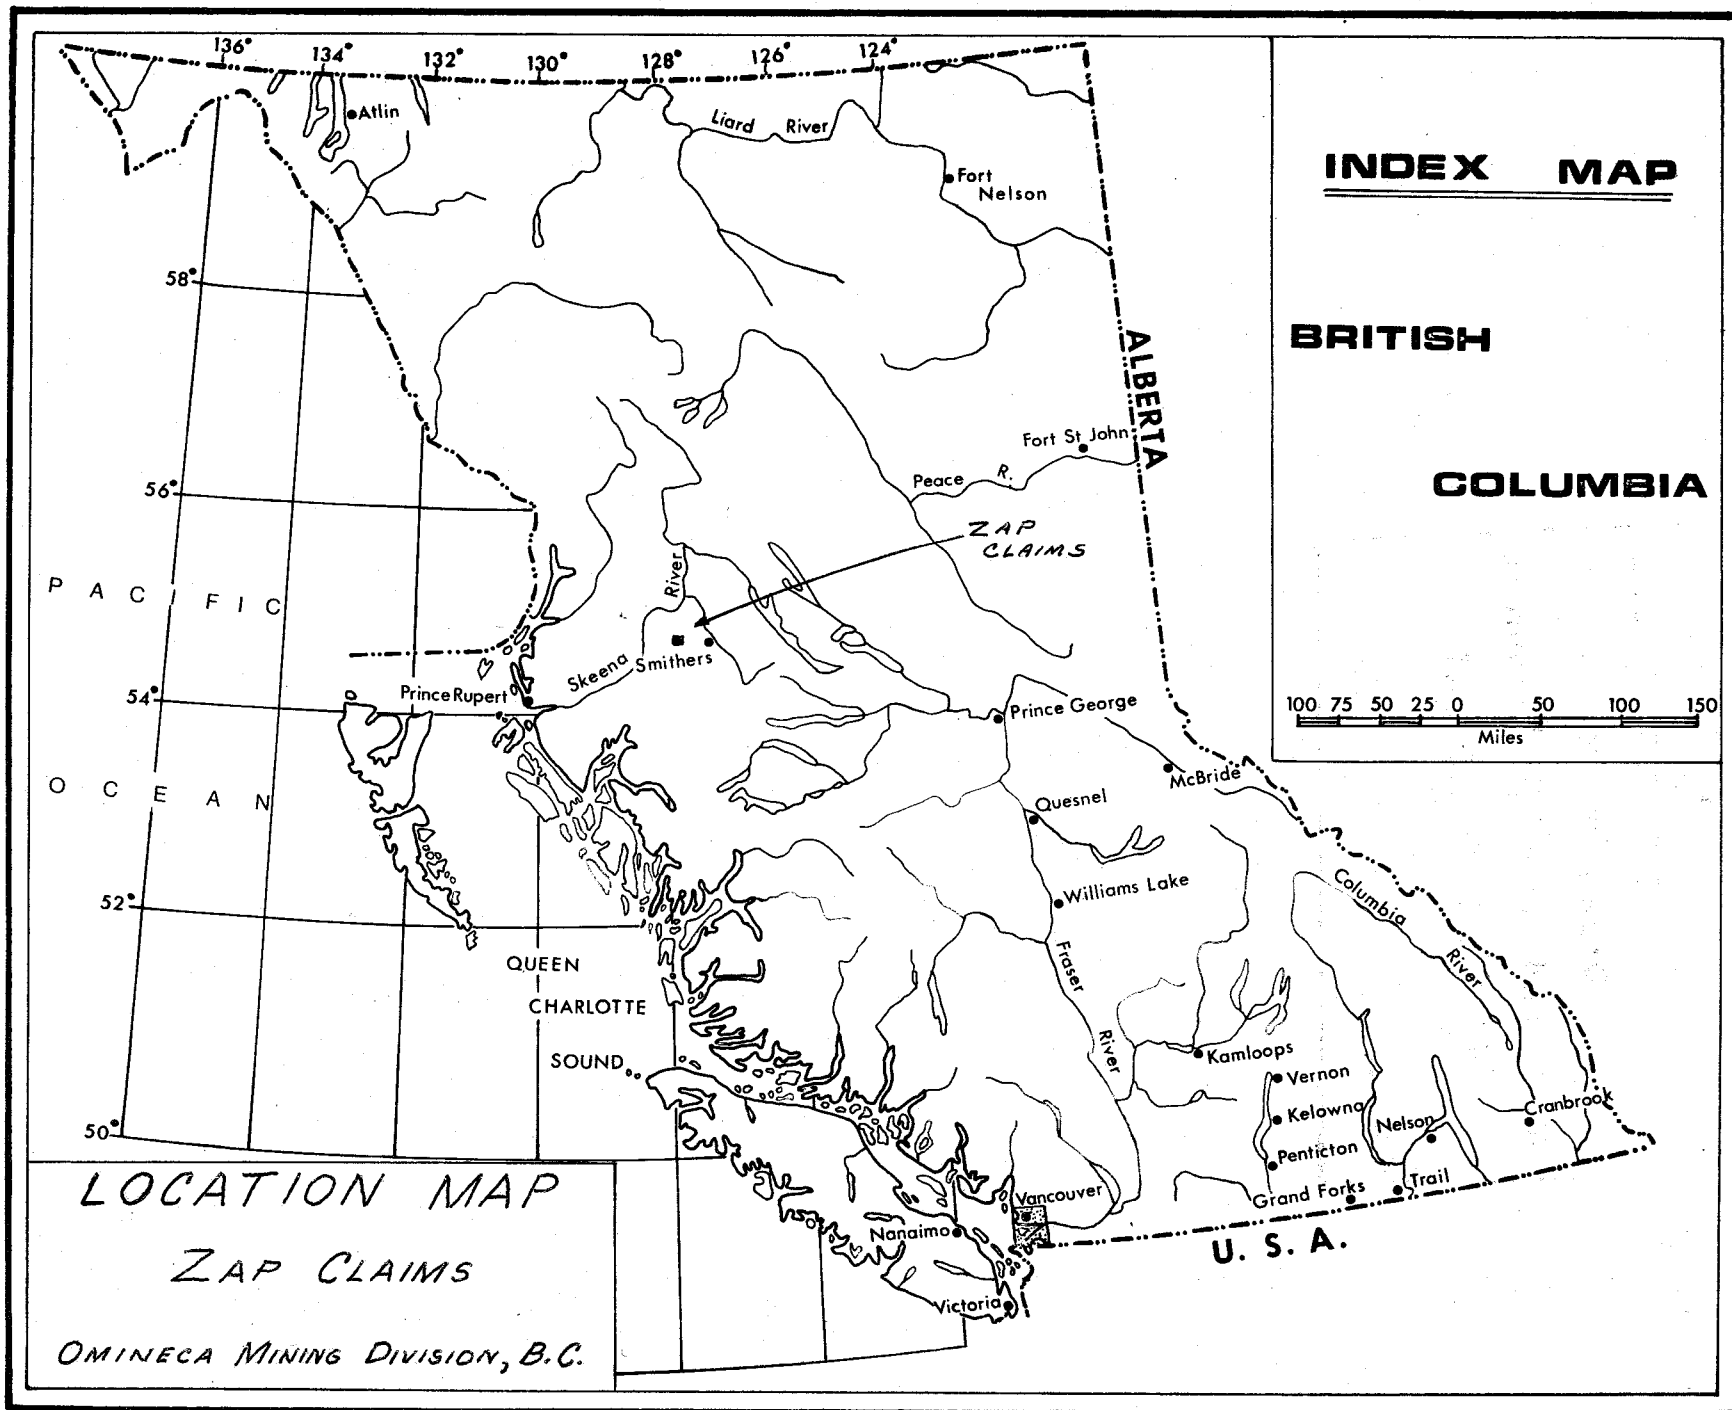 136°
134°
132°
130°
128°
126°
124°
Atlin
Liard River
Fort
Nelson
INDEX MAP
58°
BRITISH
ALBERTA
Fort St John
COLUMBIA
56°
Peace R.
ZAP
CLAIMS
PACIFIC
River
Skeena
Smithers
54°
Prince Rupert
Prince George
100 75 50 25 0 50 100 150
Miles
OCEAN
McBride
Quesnel
52°
Williams Lake
Columbia
River
QUEEN
Fraser
CHARLOTTE
SOUND
River
Kamloops
Vernon
Kelowna
Cranbrook
50°
Nelson
Penticton
LOCATION MAP
Trail
Grand Forks
Vancouver
Nanaimo
U. S. A.
ZAP CLAIMS
Victoria
OMINECA MINING DIVISION, B.C.